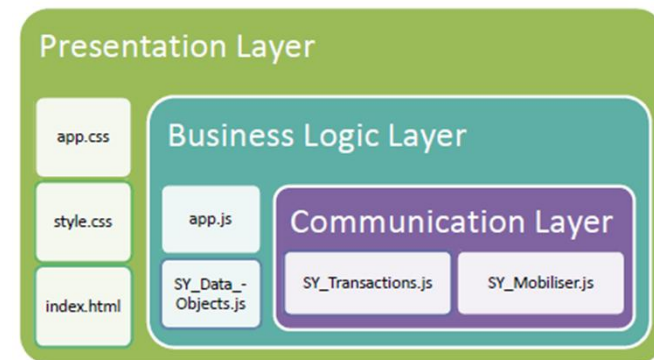 Presentation Layer
app.css
style.css
index.html
Business Logic Layer
app.js
SY_Data_-
Objects.js
Communication Layer
SY_Transactions.js
SY_Mobiliser.js